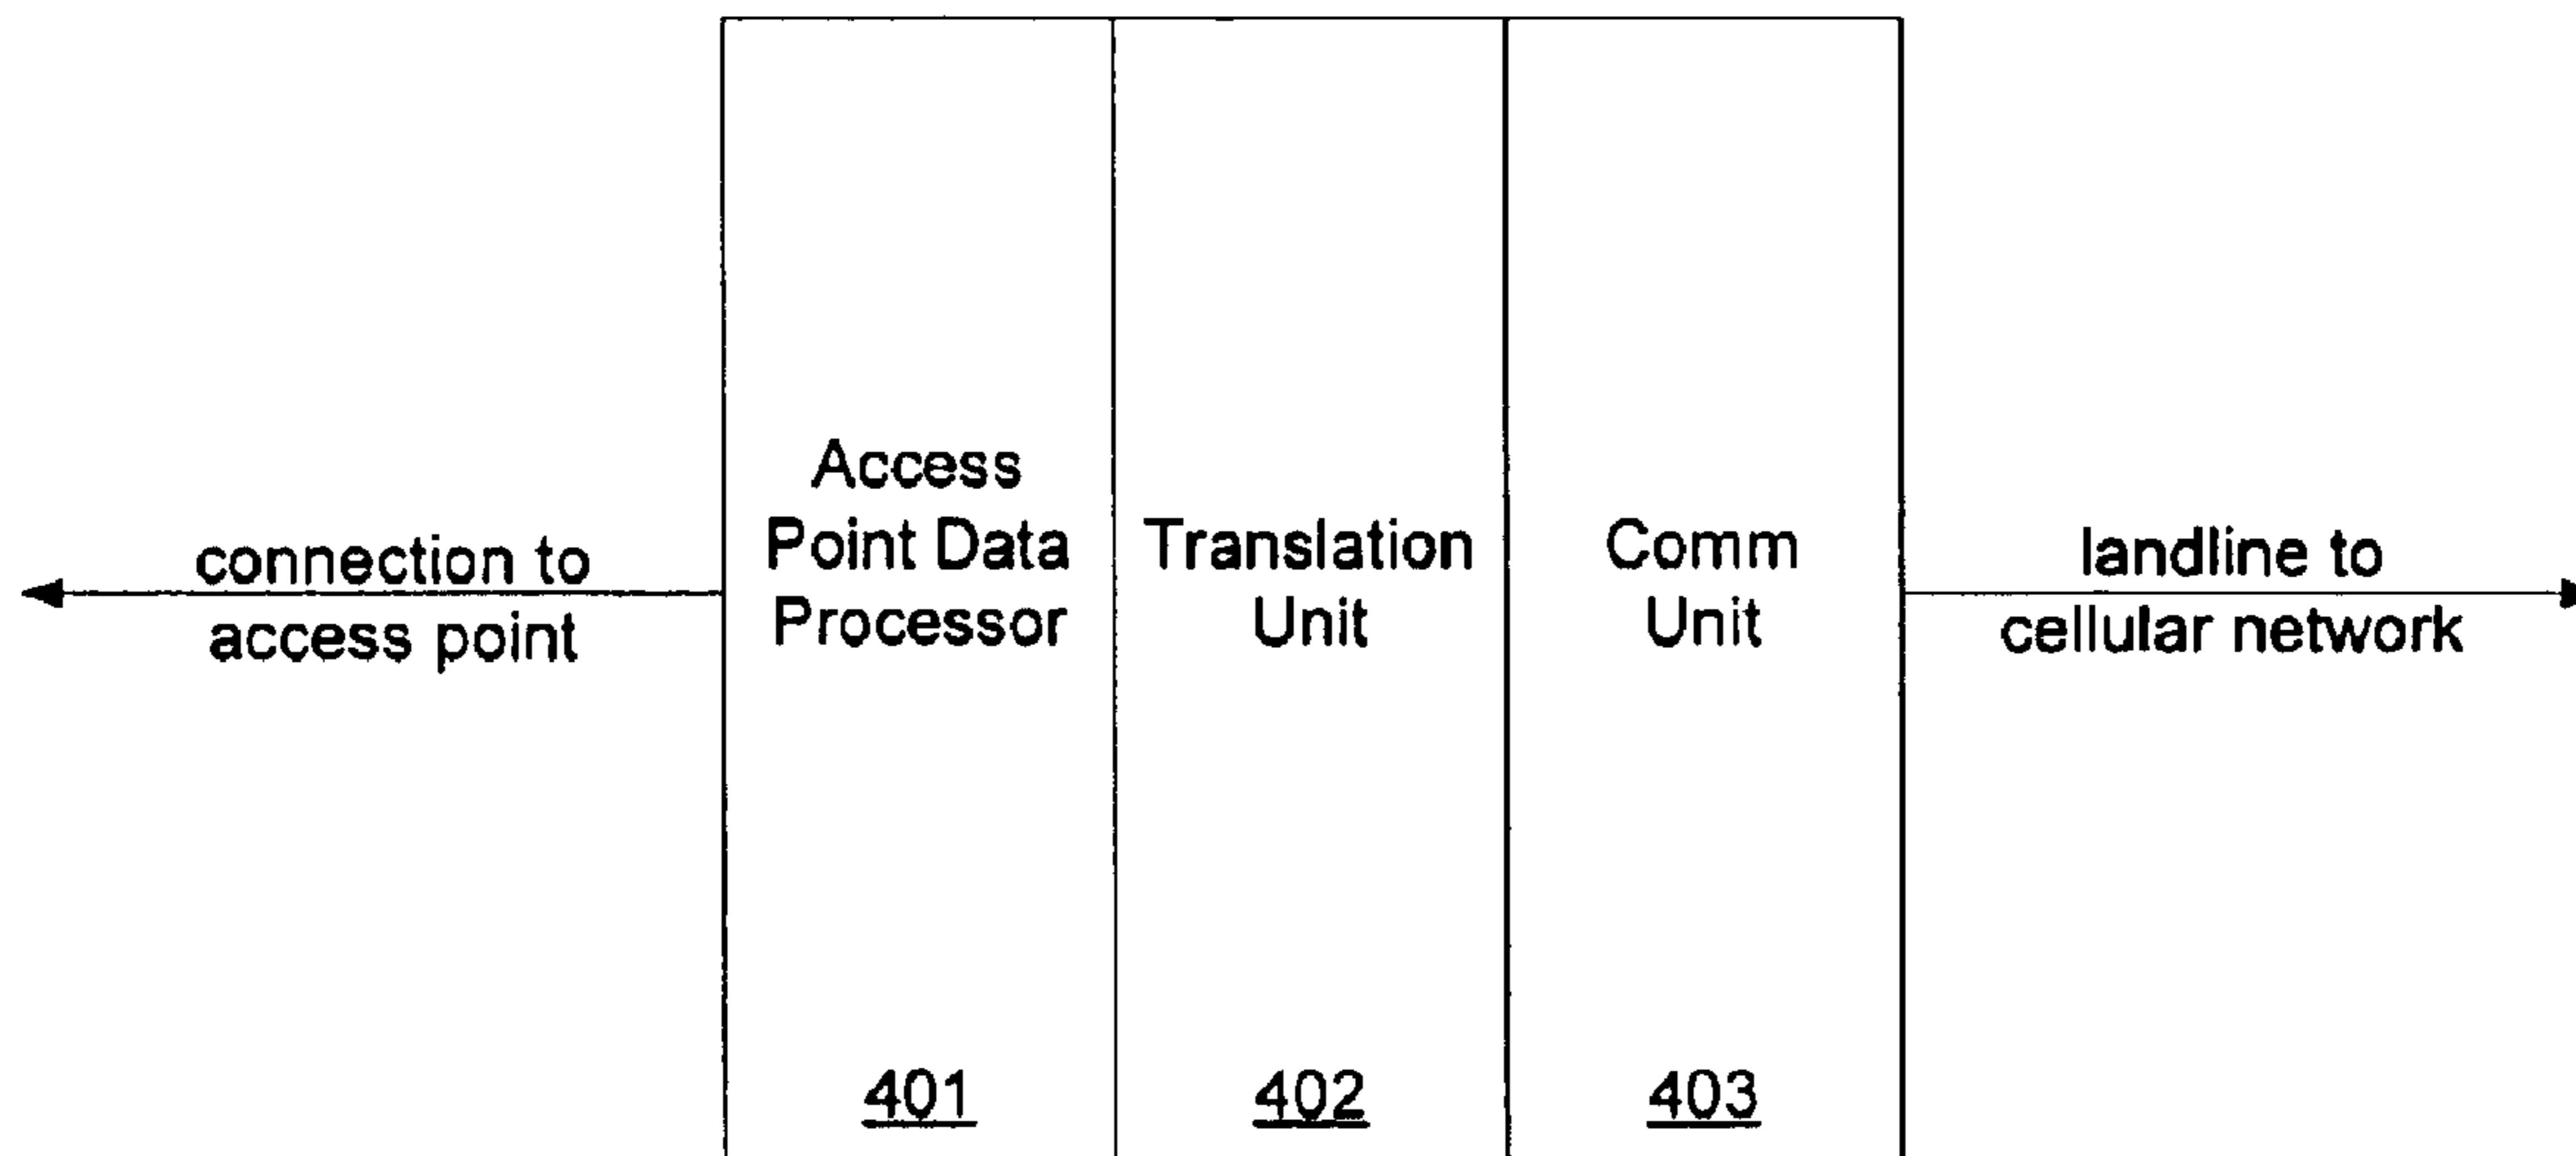 connection to
access point
Access
Point Data
Processor
401
Translation
Unit
402
Comm
Unit
403
landline to
cellular network